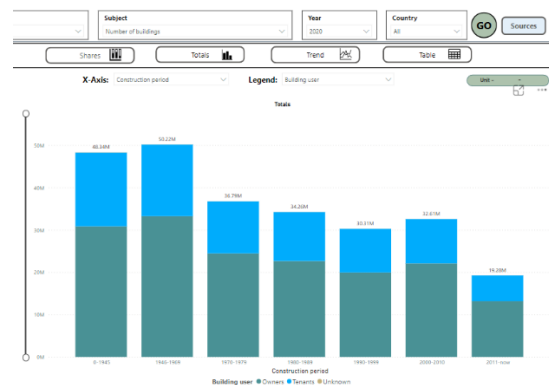 Subject Year Country
Number of buildings 2020 All GO Sources
Shares Totals Trend Table
X-Axis: Construction period Legend: Building user Unit -
Totals
50M
40M
30M
20M
10M
0M
48.34M
50.22M
36.79M
34.26M
30.31M
32.61M
19.28M
0-1945 1946-1969 1970-1979 1980-1989 1990-1999 2000-2010 2011-now
Construction period
Building user Owners Tenants Unknown